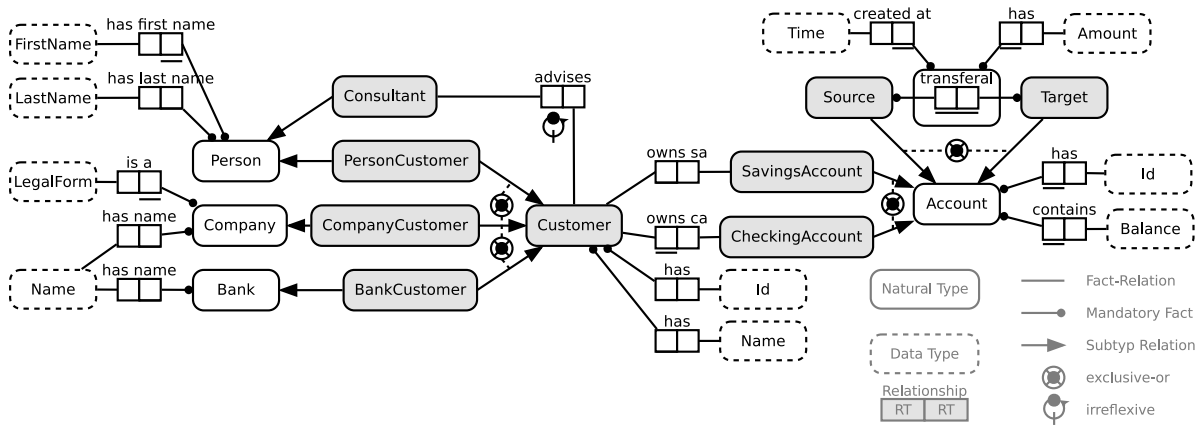 has first name
created at
has
FirstName
Time
Amount
transferal
has last name
advises
LastName
Consultant
Source
Target
is a
Person
PersonCustomer
owns sa
has
LegalForm
SavingsAccount
Id
has name
Company
CompanyCustomer
Customer
owns ca
Account
contains
CheckingAccount
Balance
has name
has
Name
Bank
BankCustomer
Id
Natural Type
Fact-Relation
has
Mandatory Fact
Name
Data Type
Subtyp Relation
exclusive-or
Relationship
RT RT
irreflexive